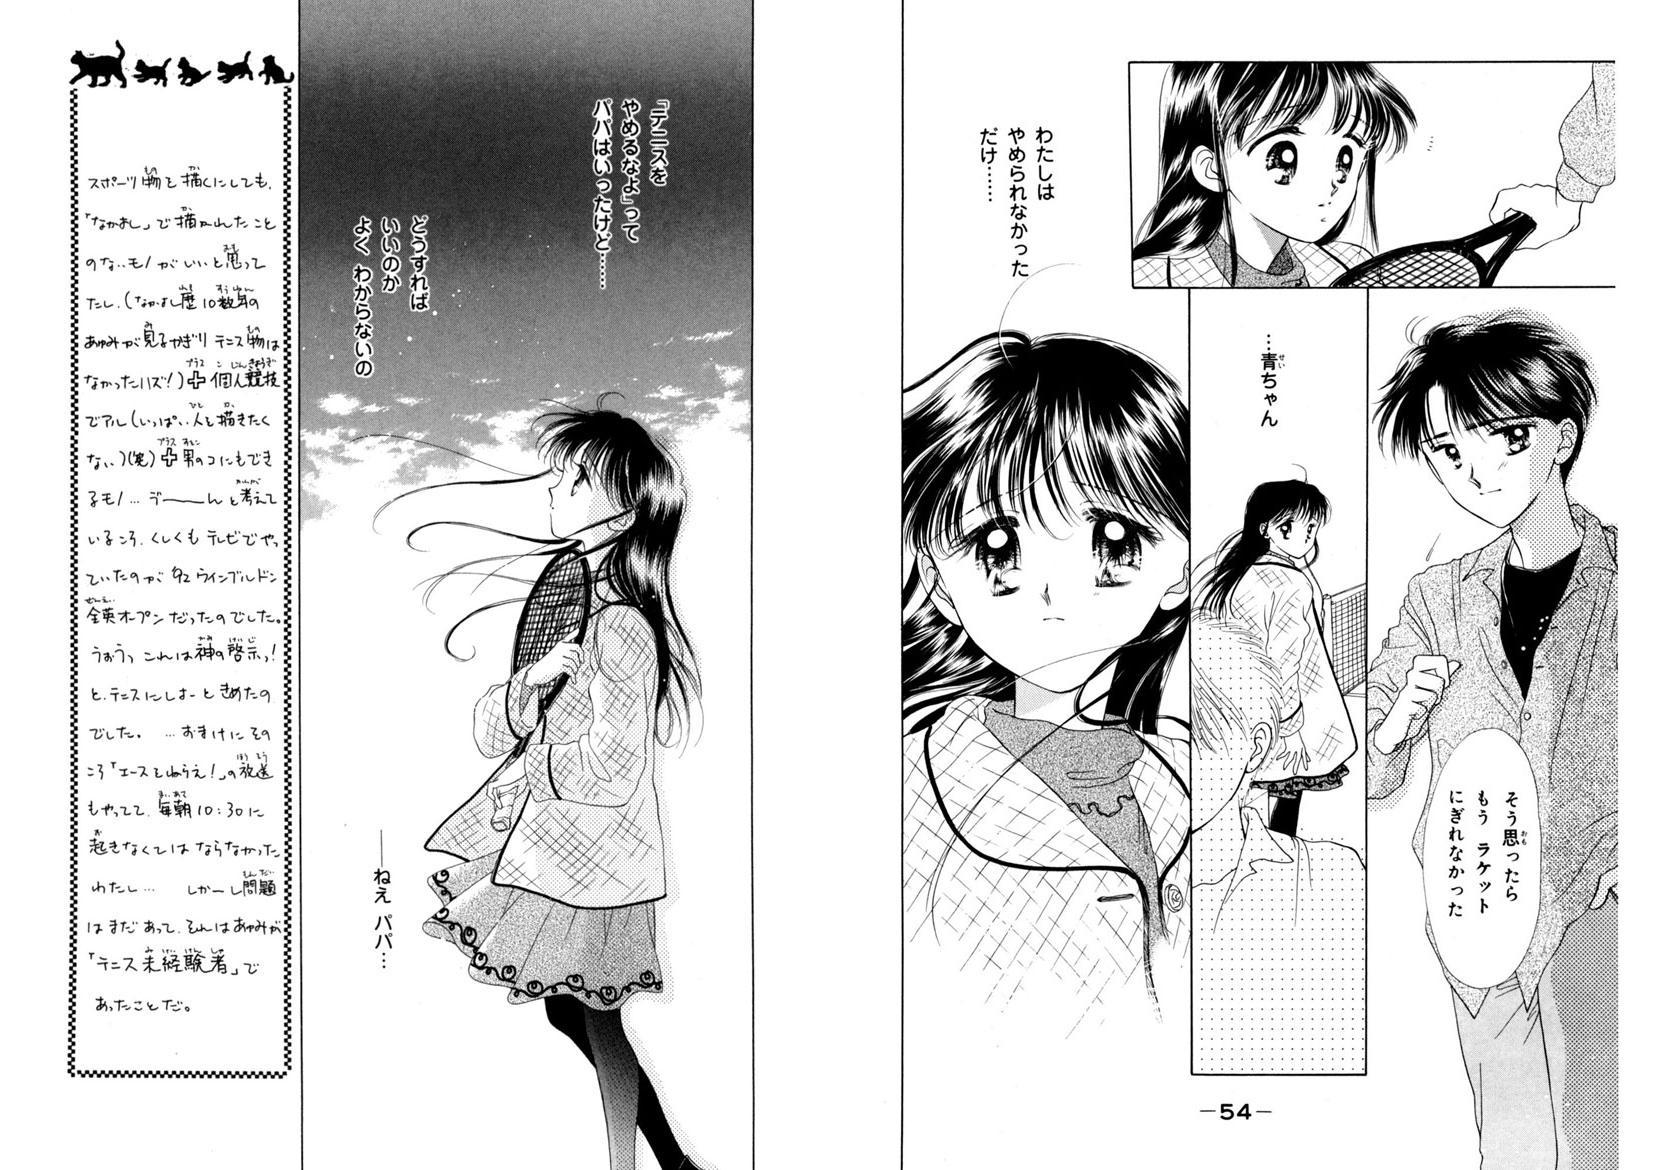 そう思ったら
もう ラケット
にぎれなかった
…青ちゃん
わたしは
やめられなかった
だけ……
54
「テニスを
やめるなよ」って
パパはいったけど……
どうすれば
いいのか
よく わからないの
――ねえ パパ…
スポーツ物を描くにしても、
「なかよし」で描かれたこと
のないモノがいいと思って
たし、(なかよし歴10数年の
あゆみが見るかぎり テニス物は
なかったハズ!)＋個人競技
でアル(いっぱい人を描きたく
ない)(笑)＋男のコにもでき
るモノ… う゛ーーん と考えて
いるころ、くしくも テレビでやっ
ていたのが '92 ウインブルドン
全英オープンだったのでした。
うおうっ これは神の啓示っ!
と、テニスにしよーときめたの
でした。 …おまけにその
ころ「エースをねらえ!」の放送
もやってて、毎朝10:30に
起きなくてはならなかった
わたし… しかーし問題
はまだあって、それはあゆみが
「テニス未経験者」で
あったことだ。